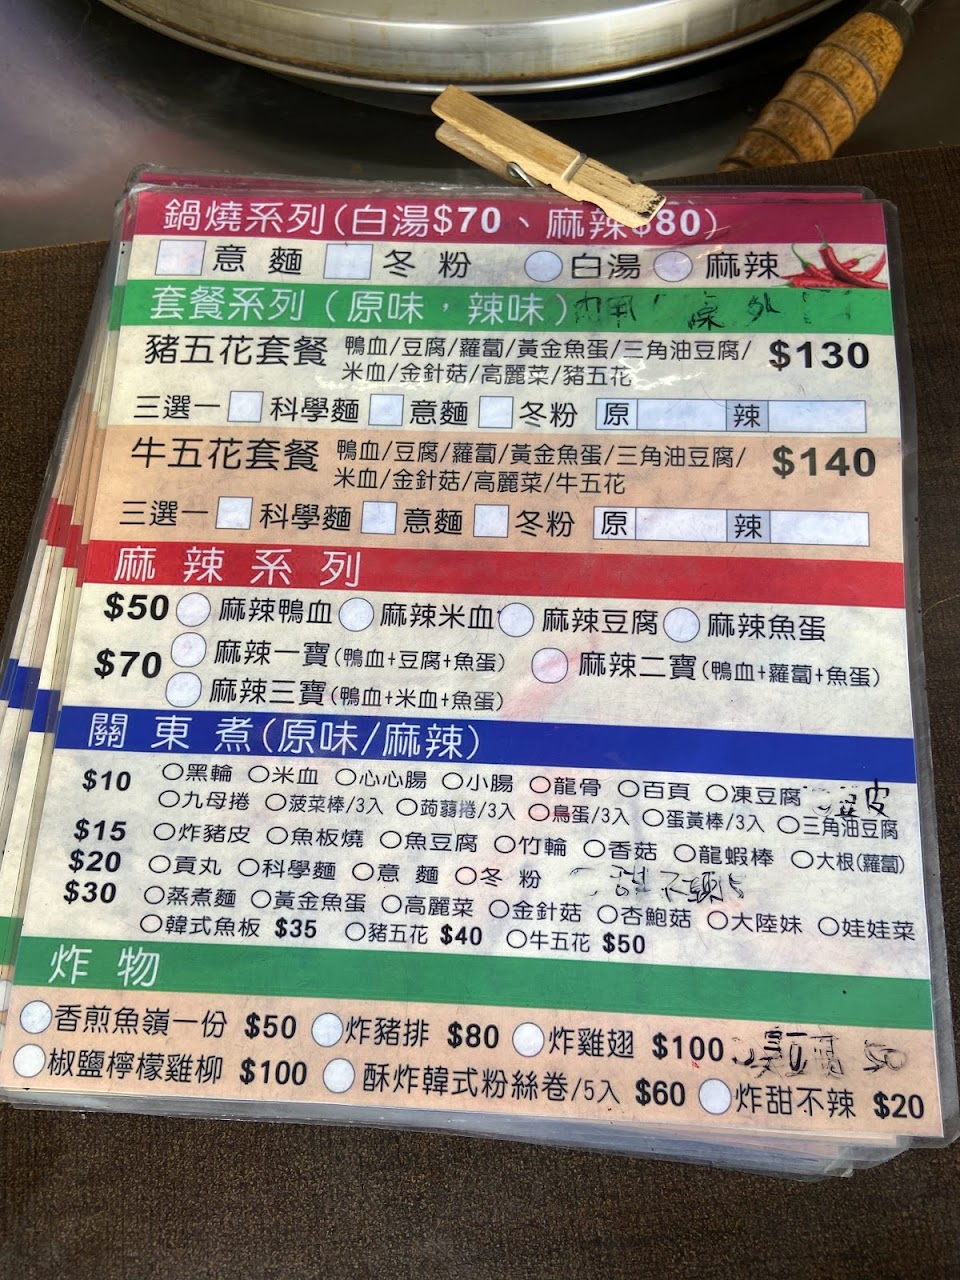 鍋燒系列(白湯$70、麻辣$80)
意麵 冬粉 白湯 麻辣
套餐系列(原味,辣味)內用
豬五花套餐 鴨血/豆腐/蘿蔔/黃金魚蛋/三角油豆腐/ $130
米血/金針菇/高麗菜/豬五花
三選一 科學麵 意麵 冬粉 原 辣
牛五花套餐 鴨血/豆腐/蘿蔔/黃金魚蛋/三角油豆腐/ $140
米血/金針菇/高麗菜/牛五花
三選一 科學麵 意麵 冬粉 原 辣
麻辣系列
$50 麻辣鴨血 麻辣米血 麻辣豆腐 麻辣魚蛋
$70 麻辣一寶(鴨血+豆腐+魚蛋) 麻辣二寶(鴨血+蘿蔔+魚蛋)
麻辣三寶(鴨血+米血+魚蛋)
關東煮(原味/麻辣)
$10 ○黑輪 ○米血 ○心心腸 ○小腸 ○龍骨 ○百頁 ○凍豆腐 豆皮
○九母捲 ○菠菜棒/3入 ○蒟蒻捲/3入 ○鳥蛋/3入 ○蛋黃棒/3入 ○三角油豆腐
$15 ○炸豬皮 ○魚板燒 ○魚豆腐 ○竹輪 ○香菇 ○龍蝦棒 ○大根(蘿蔔)
$20 ○貢丸 ○科學麵 ○意麵 ○冬粉 ○甜不辣
$30 ○蒸煮麵 ○黃金魚蛋 ○高麗菜 ○金針菇 ○杏鮑菇 ○大陸妹 ○娃娃菜
○韓式魚板 $35 ○豬五花 $40 ○牛五花 $50
炸物
香煎魚嶺一份 $50 炸豬排 $80 炸雞翅 $100 臭豆腐 50
椒鹽檸檬雞柳 $100 酥炸韓式粉絲卷/5入 $60 炸甜不辣 $20